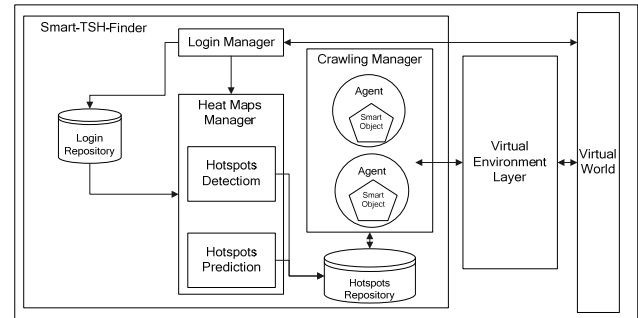 Smart-TSH-Finder
Login Manager
Crawling Manager
Agent
Smart
Object
Heat Maps
Manager
Login
Repository
Hotspots
Detectiom
Agent
Smart
Object
Virtual
Environment
Layer
Virtual
World
Hotspots
Prediction
Hotspots
Repository